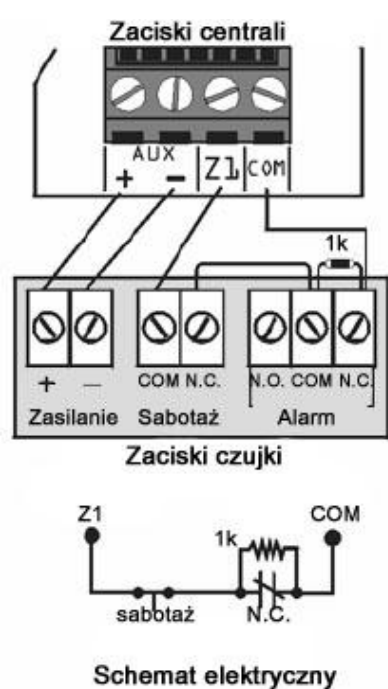 Zaciski centrali
AUX
+ - Z1 COM
1k
+ - COM N.C. N.O. COM N.C.
Zasilanie Sabotaż Alarm
Zaciski czujki
Z1 COM
1k
sabotaż N.C.
Schemat elektryczny